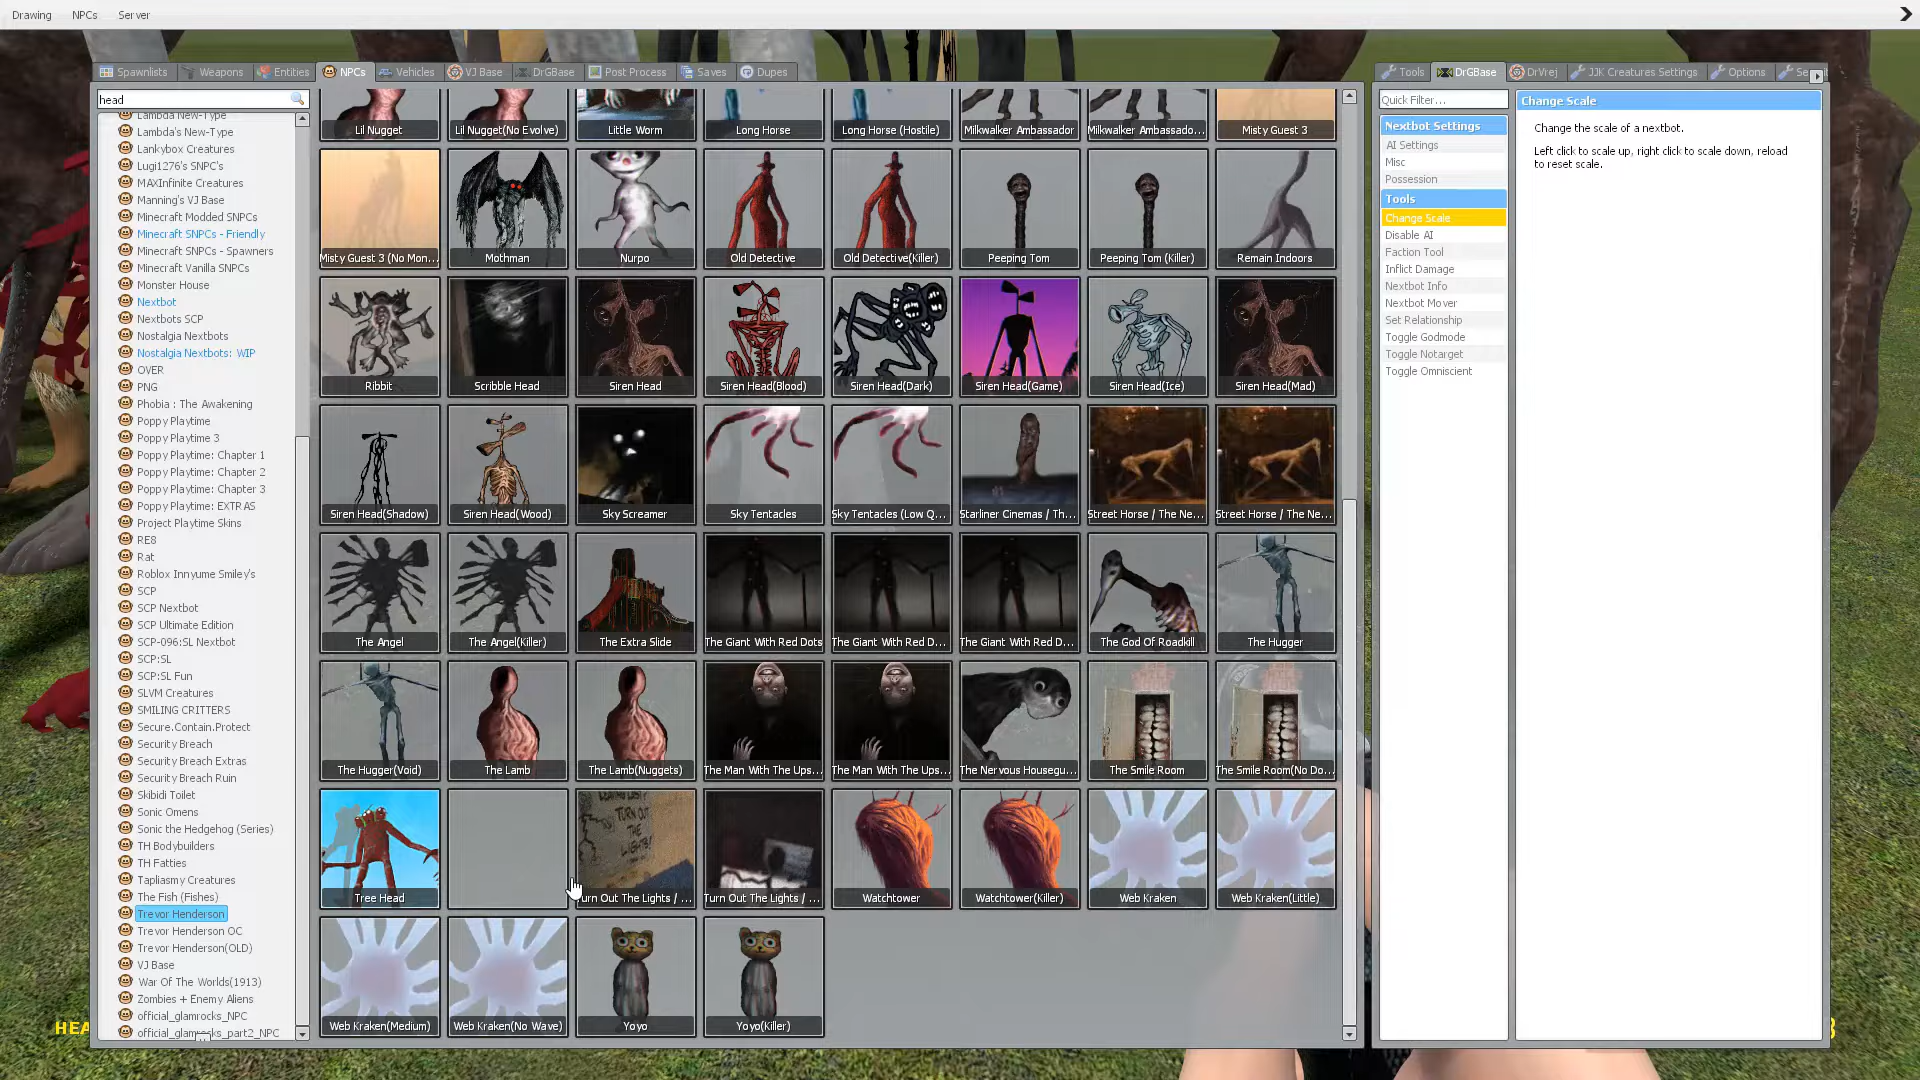 Drawing NPCs Server
Spawnlists Weapons Entities NPCs Vehicles VJ Base DrGBase Post Process Saves Dupes
head
Lambda New-Type
Lambda's New-Type
Lankybox Creatures
Lugi1276's SNPC's
MAXInfinite Creatures
Manning's VJ Base
Minecraft Modded SNPCs
Minecraft SNPCs - Friendly
Minecraft SNPCs - Spawners
Minecraft Vanilla SNPCs
Monster House
Nextbot
Nextbots SCP
Nostalgia Nextbots
Nostalgia Nextbots: WIP
OVER
PNG
Phobia : The Awakening
Poppy Playtime
Poppy Playtime 3
Poppy Playtime: Chapter 1
Poppy Playtime: Chapter 2
Poppy Playtime: Chapter 3
Poppy Playtime: EXTRAS
Project Playtime Skins
RE8
Rat
Roblox Innyume Smiley's
SCP
SCP Nextbot
SCP Ultimate Edition
SCP-096:SL Nextbot
SCP:SL
SCP:SL Fun
SLVM Creatures
SMILING CRITTERS
Secure.Contain.Protect
Security Breach
Security Breach Extras
Security Breach Ruin
Skibidi Toilet
Sonic Omens
Sonic the Hedgehog (Series)
TH Bodybuilders
TH Fatties
Tapliasmy Creatures
The Fish (Fishes)
Trevor Henderson
Trevor Henderson OC
Trevor Henderson(OLD)
VJ Base
War Of The Worlds(1913)
Zombies + Enemy Aliens
official_glamrocks_NPC
official_glamrocks_part2_NPC
Lil Nugget Lil Nugget(No Evolve) Little Worm Long Horse Long Horse (Hostile) Milkwalker Ambassador Milkwalker Ambassado... Misty Guest 3
Misty Guest 3 (No Mon... Mothman Nurpo Old Detective Old Detective(Killer) Peeping Tom Peeping Tom (Killer) Remain Indoors
Ribbit Scribble Head Siren Head Siren Head(Blood) Siren Head(Dark) Siren Head(Game) Siren Head(Ice) Siren Head(Mad)
Siren Head(Shadow) Siren Head(Wood) Sky Screamer Sky Tentacles Sky Tentacles (Low Q... Starliner Cinemas / Th... Street Horse / The Ne... Street Horse / The Ne...
The Angel The Angel(Killer) The Extra Slide The Giant With Red Dots The Giant With Red D... The Giant With Red D... The God Of Roadkill The Hugger
The Hugger(Void) The Lamb The Lamb(Nuggets) The Man With The Ups... The Man With The Ups... The Nervous Housegu... The Smile Room The Smile Room(No Do...
TURN OUT
THE
LIGHTS!
Tree Head urn Out The Lights / ... Turn Out The Lights / ... Watchtower Watchtower(Killer) Web Kraken Web Kraken(Little)
Web Kraken(Medium) Web Kraken(No Wave) Yoyo Yoyo(Killer)
HEA
Tools DrGBase DrVrej JJK Creatures Settings Options
Quick Filter...
Nextbot Settings
AI Settings
Misc
Possession
Tools
Change Scale
Disable AI
Faction Tool
Inflict Damage
Nextbot Info
Nextbot Mover
Set Relationship
Toggle Godmode
Toggle Notarget
Toggle Omniscient
Change Scale
Change the scale of a nextbot.
Left click to scale up, right click to scale down, reload
to reset scale.